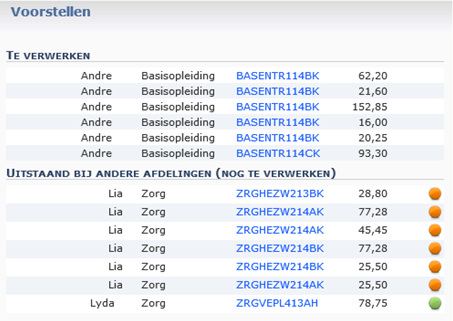 Voorstellen
TE VERWERKEN
Andre Basisopleiding BASENTR114BK 62,20
Andre Basisopleiding BASENTR114BK 21,60
Andre Basisopleiding BASENTR114BK 152,85
Andre Basisopleiding BASENTR114BK 16,00
Andre Basisopleiding BASENTR114BK 20,25
Andre Basisopleiding BASENTR114CK 93,30
UITSTAAND BIJ ANDERE AFDELINGEN (NOG TE VERWERKEN)
Lia Zorg ZRGHEZW213BK 28,80
Lia Zorg ZRGHEZW214AK 77,28
Lia Zorg ZRGHEZW214AK 45,45
Lia Zorg ZRGHEZW214BK 77,28
Lia Zorg ZRGHEZW214BK 25,50
Lia Zorg ZRGHEZW214AK 25,50
Lyda Zorg ZRGVEPL413AH 78,75